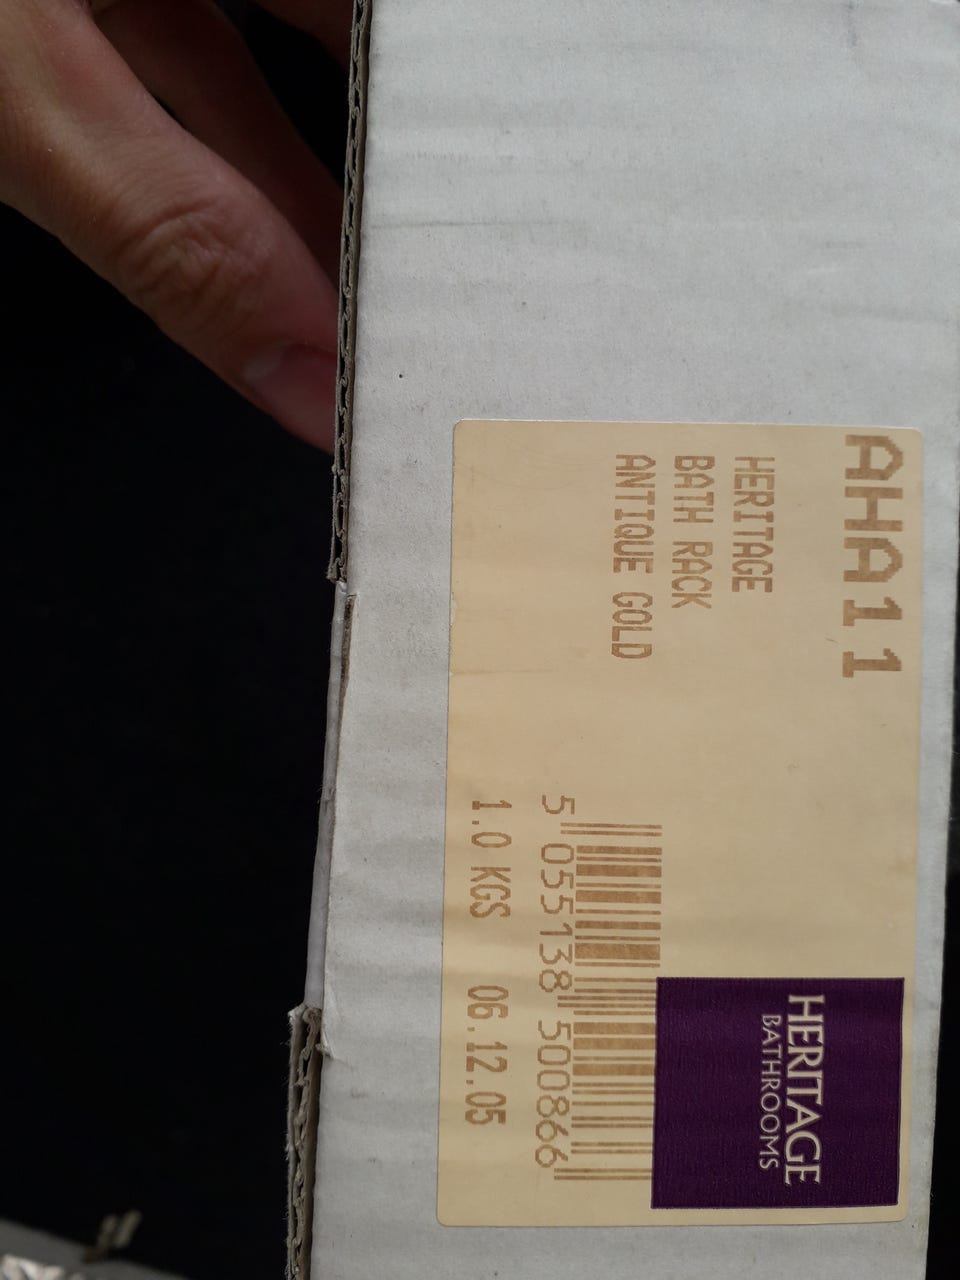 AHA11
HERITAGE
BATH RACK
ANTIQUE GOLD
5 055138 500866
1.0 KGS 06.12.05
HERITAGE
BATHROOMS